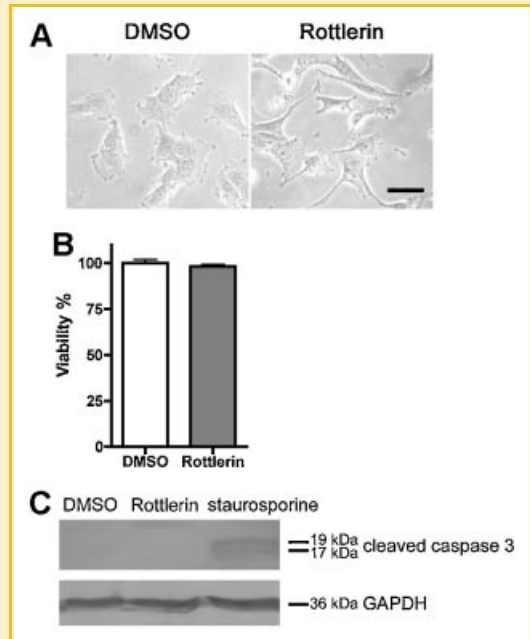 A
DMSO Rottlerin
B
Viability %
100
75
50
25
0
DMSO Rottlerin
C
DMSO Rottlerin staurosporine
19 kDa
17 kDa cleaved caspase 3
36 kDa GAPDH